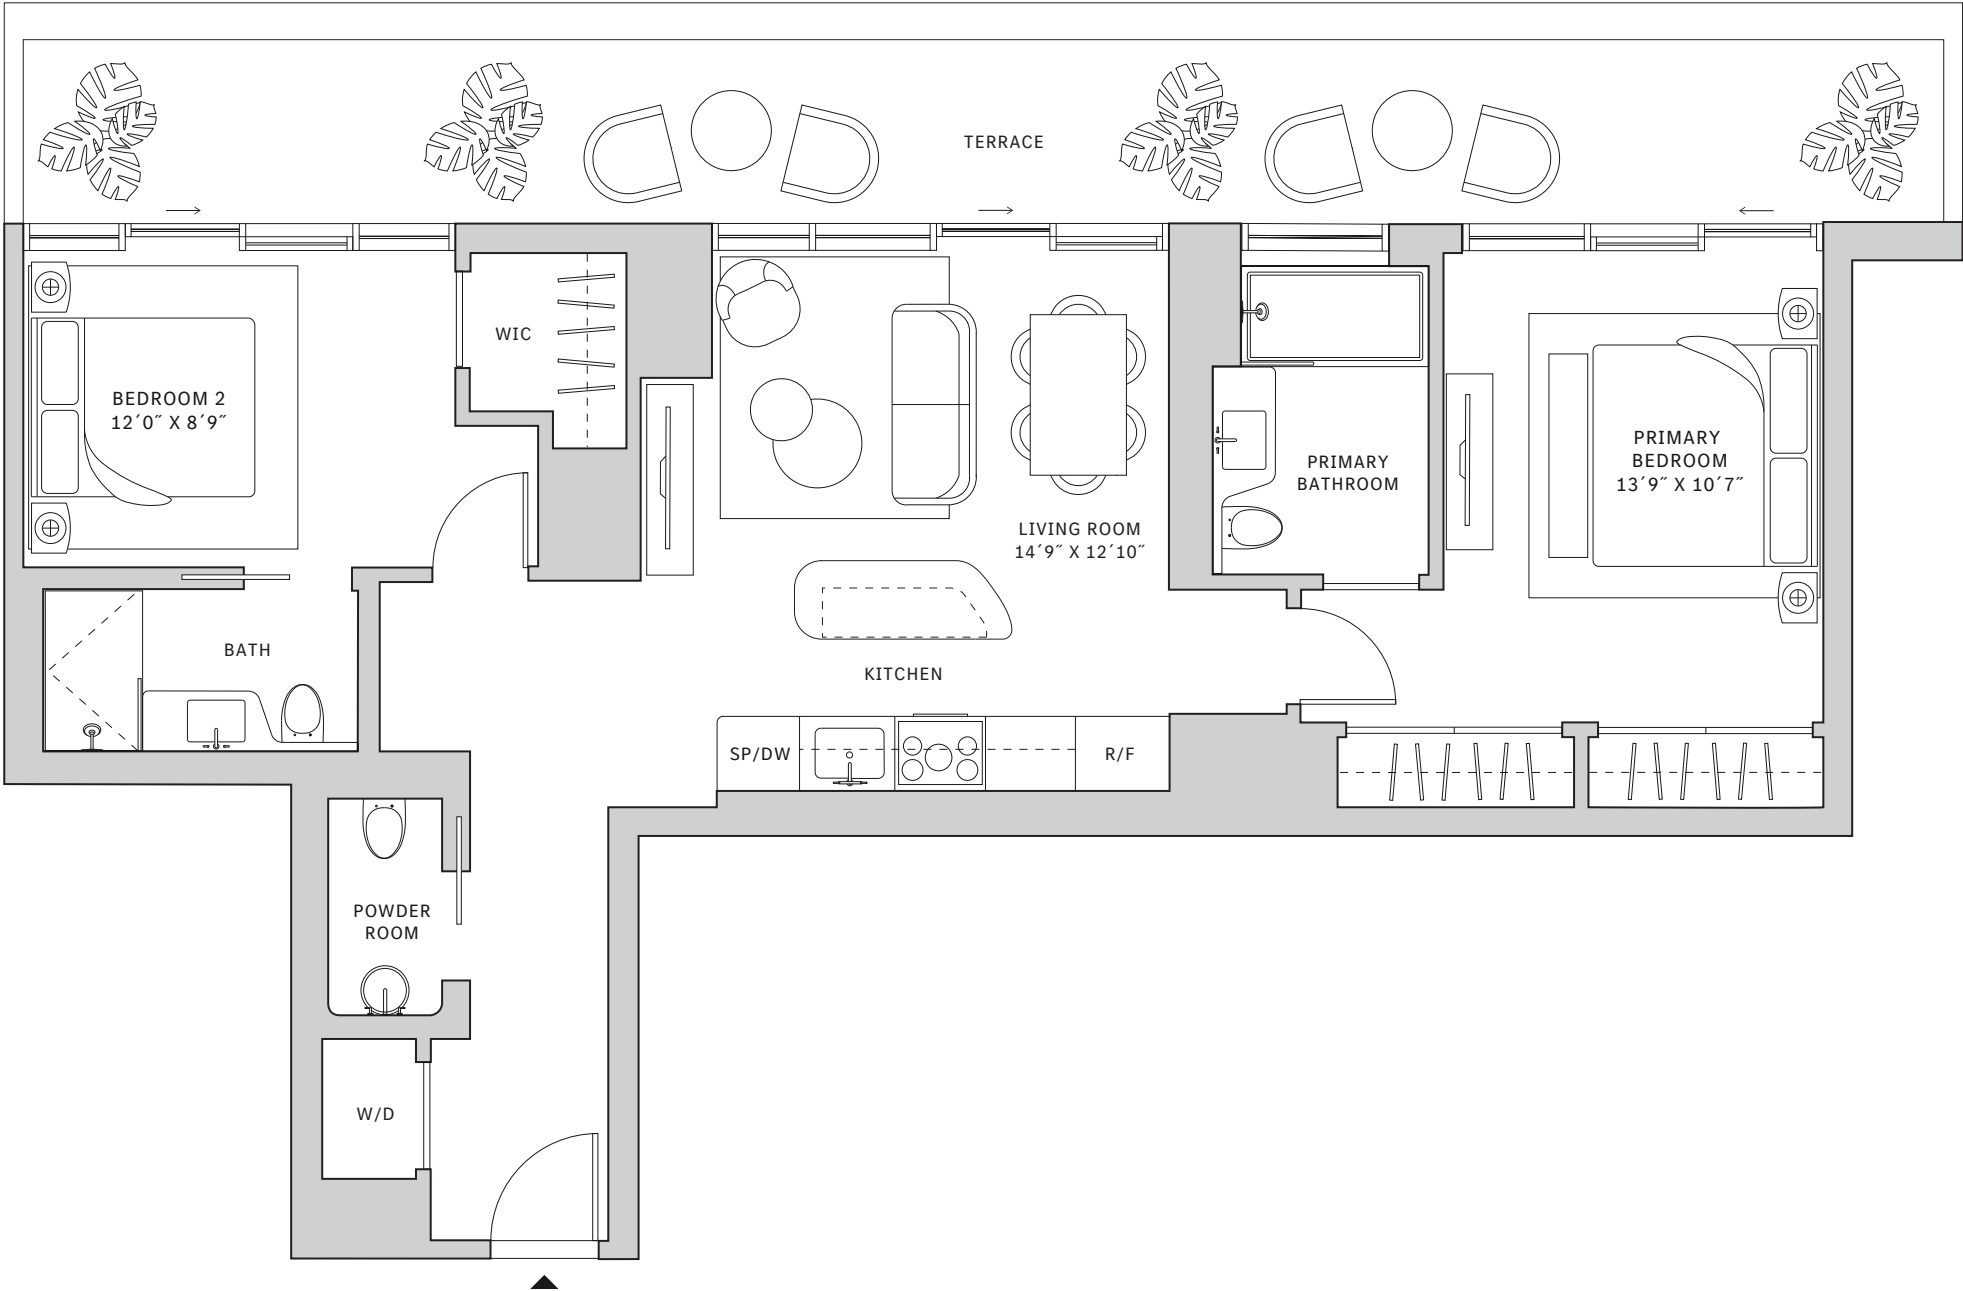 TERRACE
WIC
BEDROOM 2
12´0˝ X 8´9˝
PRIMARY
BEDROOM
13´9˝ X 10´7˝
PRIMARY
BATHROOM
LIVING ROOM
14´9˝ X 12´10˝
BATH
KITCHEN
SP/DW
R/F
POWDER
ROOM
W/D